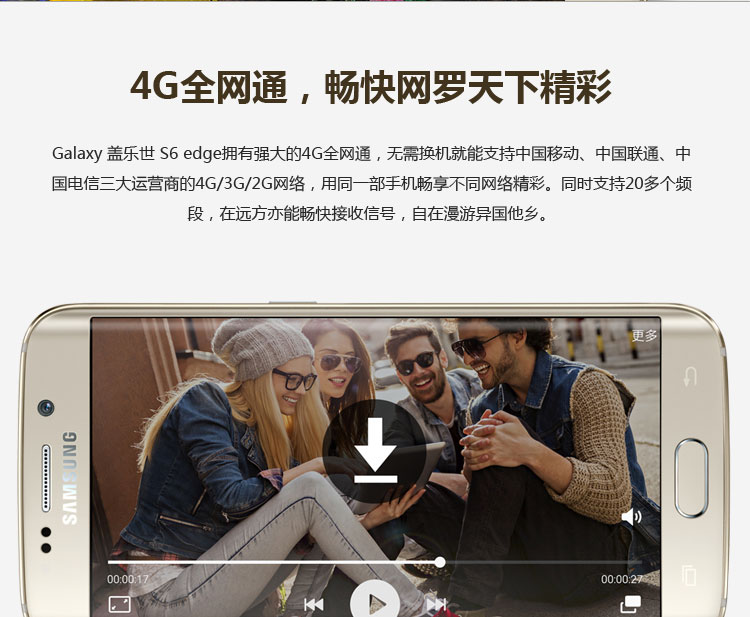 4G全网通，畅快网罗天下精彩
Galaxy 盖乐世 S6 edge拥有强大的4G全网通，无需换机就能支持中国移动、中国联通、中
国电信三大运营商的4G/3G/2G网络，用同一部手机畅享不同网络精彩。同时支持20多个频
段，在远方亦能畅快接收信号，自在漫游异国他乡。
更多
SAMSUNG
00:00:17
00:00:27